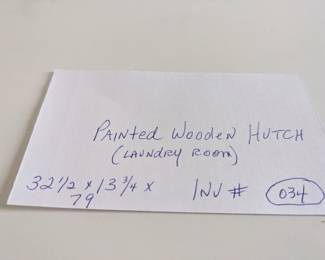 Painted Wooden Hutch
(Laundry Room)
32 1/2 x 13 3/4 x
79
INV # 034